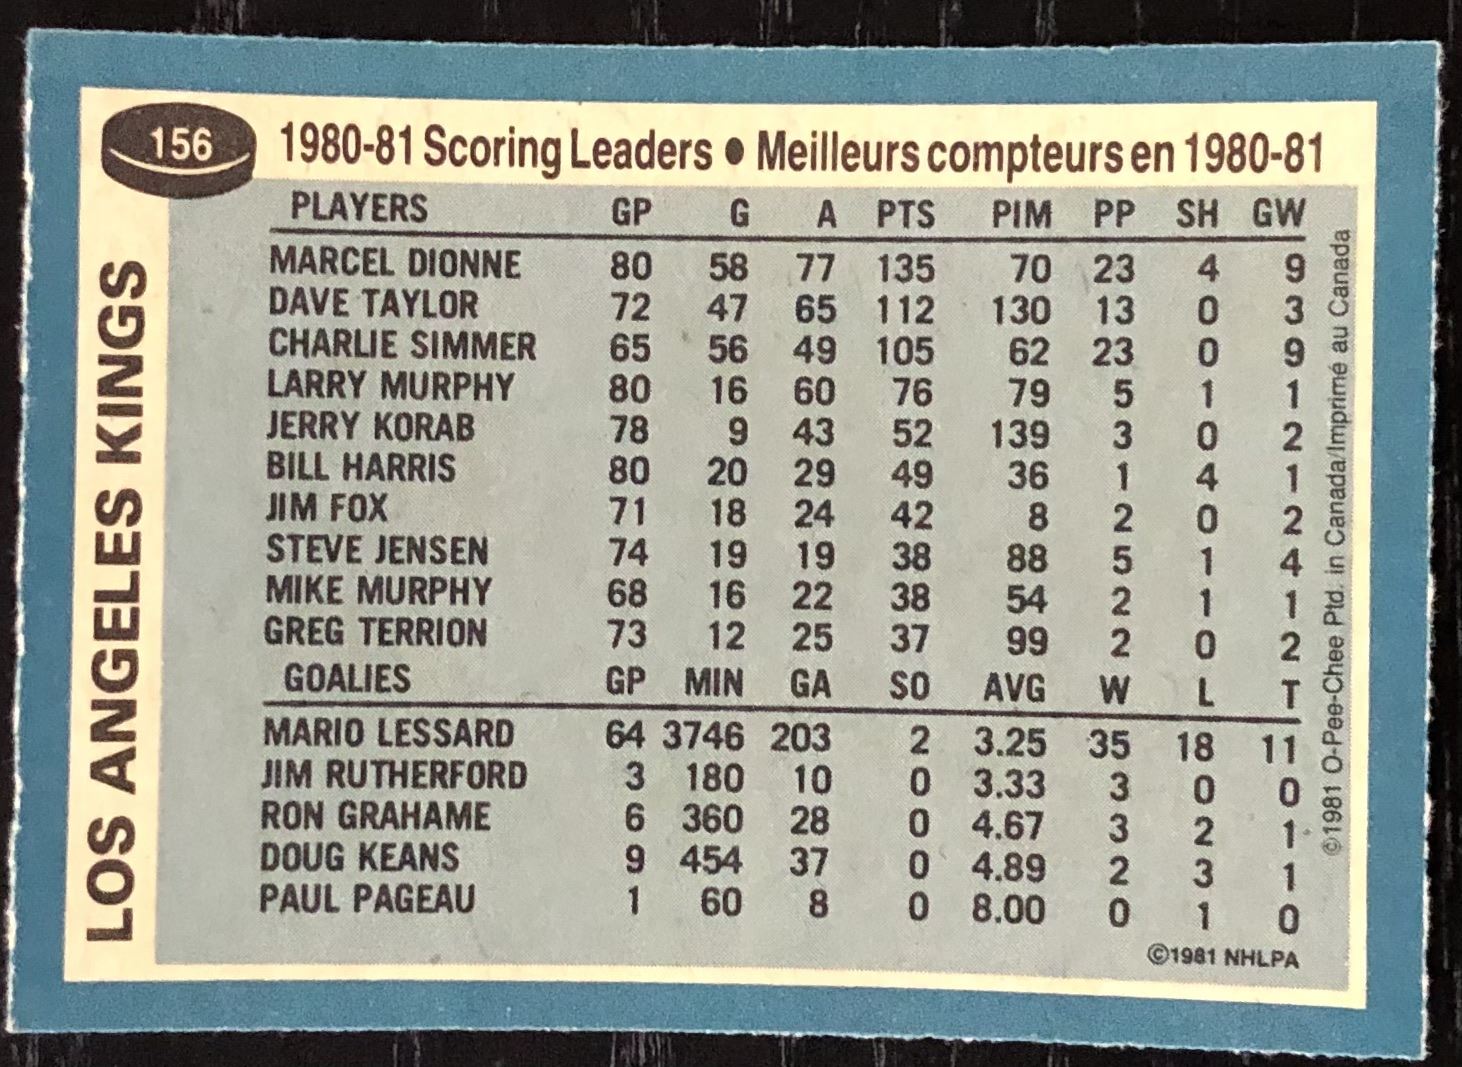 156
1980-81 Scoring Leaders • Meilleurs compteurs en 1980-81
LOS ANGELES KINGS
PLAYERS GP G A PTS PIM PP SH GW
MARCEL DIONNE 80 58 77 135 70 23 4 9
DAVE TAYLOR 72 47 65 112 130 13 0 3
CHARLIE SIMMER 65 56 49 105 62 23 0 9
LARRY MURPHY 80 16 60 76 79 5 1 1
JERRY KORAB 78 9 43 52 139 3 0 2
BILL HARRIS 80 20 29 49 36 1 4 1
JIM FOX 71 18 24 42 8 2 0 2
STEVE JENSEN 74 19 19 38 88 5 1 4
MIKE MURPHY 68 16 22 38 54 2 1 1
GREG TERRION 73 12 25 37 99 2 0 2
GOALIES GP MIN GA SO AVG W L T
MARIO LESSARD 64 3746 203 2 3.25 35 18 11
JIM RUTHERFORD 3 180 10 0 3.33 3 0 0
RON GRAHAME 6 360 28 0 4.67 3 2 1
DOUG KEANS 9 454 37 0 4.89 2 3 1
PAUL PAGEAU 1 60 8 0 8.00 0 1 0
©1981 NHLPA
©1981 O-Pee-Chee Ptd. in Canada/Imprimé au Canada